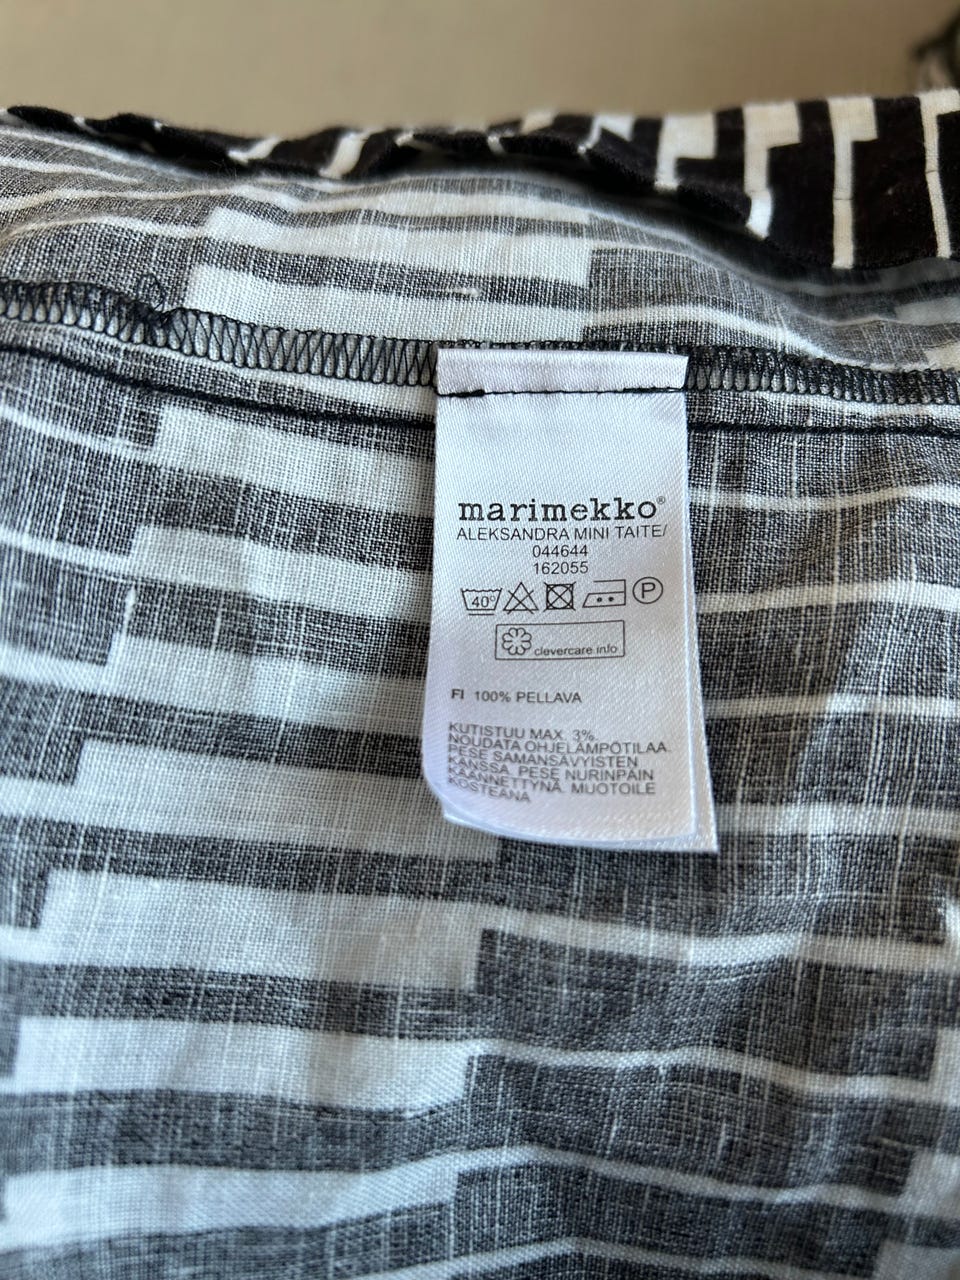 marimekko®
ALEKSANDRA MINI TAITE/
044644
162055
40° P
clevercare.info
FI 100% PELLAVA
KUTISTUU MAX. 3%.
NOUDATA OHJELÄMPÖTILAA.
PESE SAMANSÄVYISTEN
KANSSA. PESE NURINPÄIN
KÄÄNNETTYNÄ. MUOTOILE
KOSTEANA